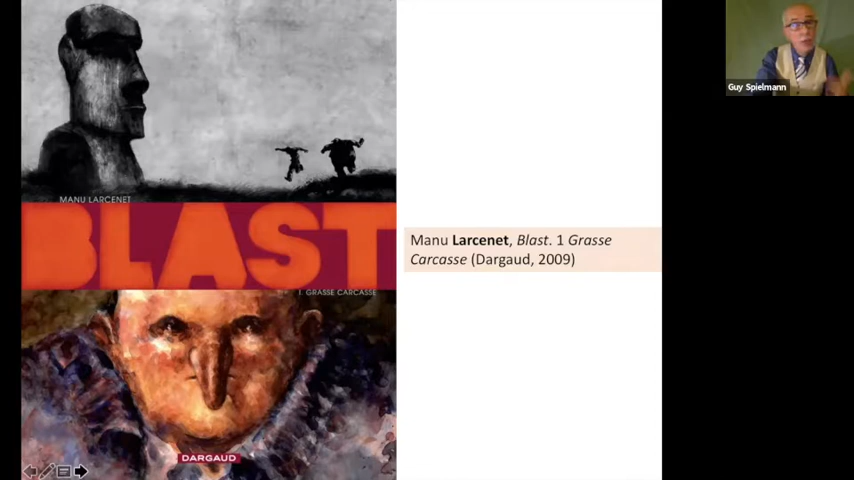 MANU LARCENET
BLAST
1. GRASSE CARCASSE
DARGAUD
Manu Larcenet, Blast. 1 Grasse
Carcasse (Dargaud, 2009)
Guy Spielmann